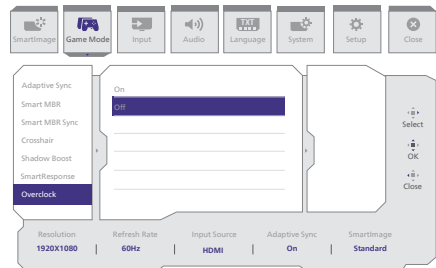 SmartImage
Game Mode
Input
TXT
Audio
Language
System
Setup
Close
Adaptive Sync
Smart MBR
Smart MBR Sync
Crosshair
Shadow Boost
SmartResponse
Overclock
On
Off
Select
OK
Close
Resolution
Refresh Rate
Input Source
Adaptive Sync
SmartImage
1920X1080 | 60Hz | HDMI | On | Standard